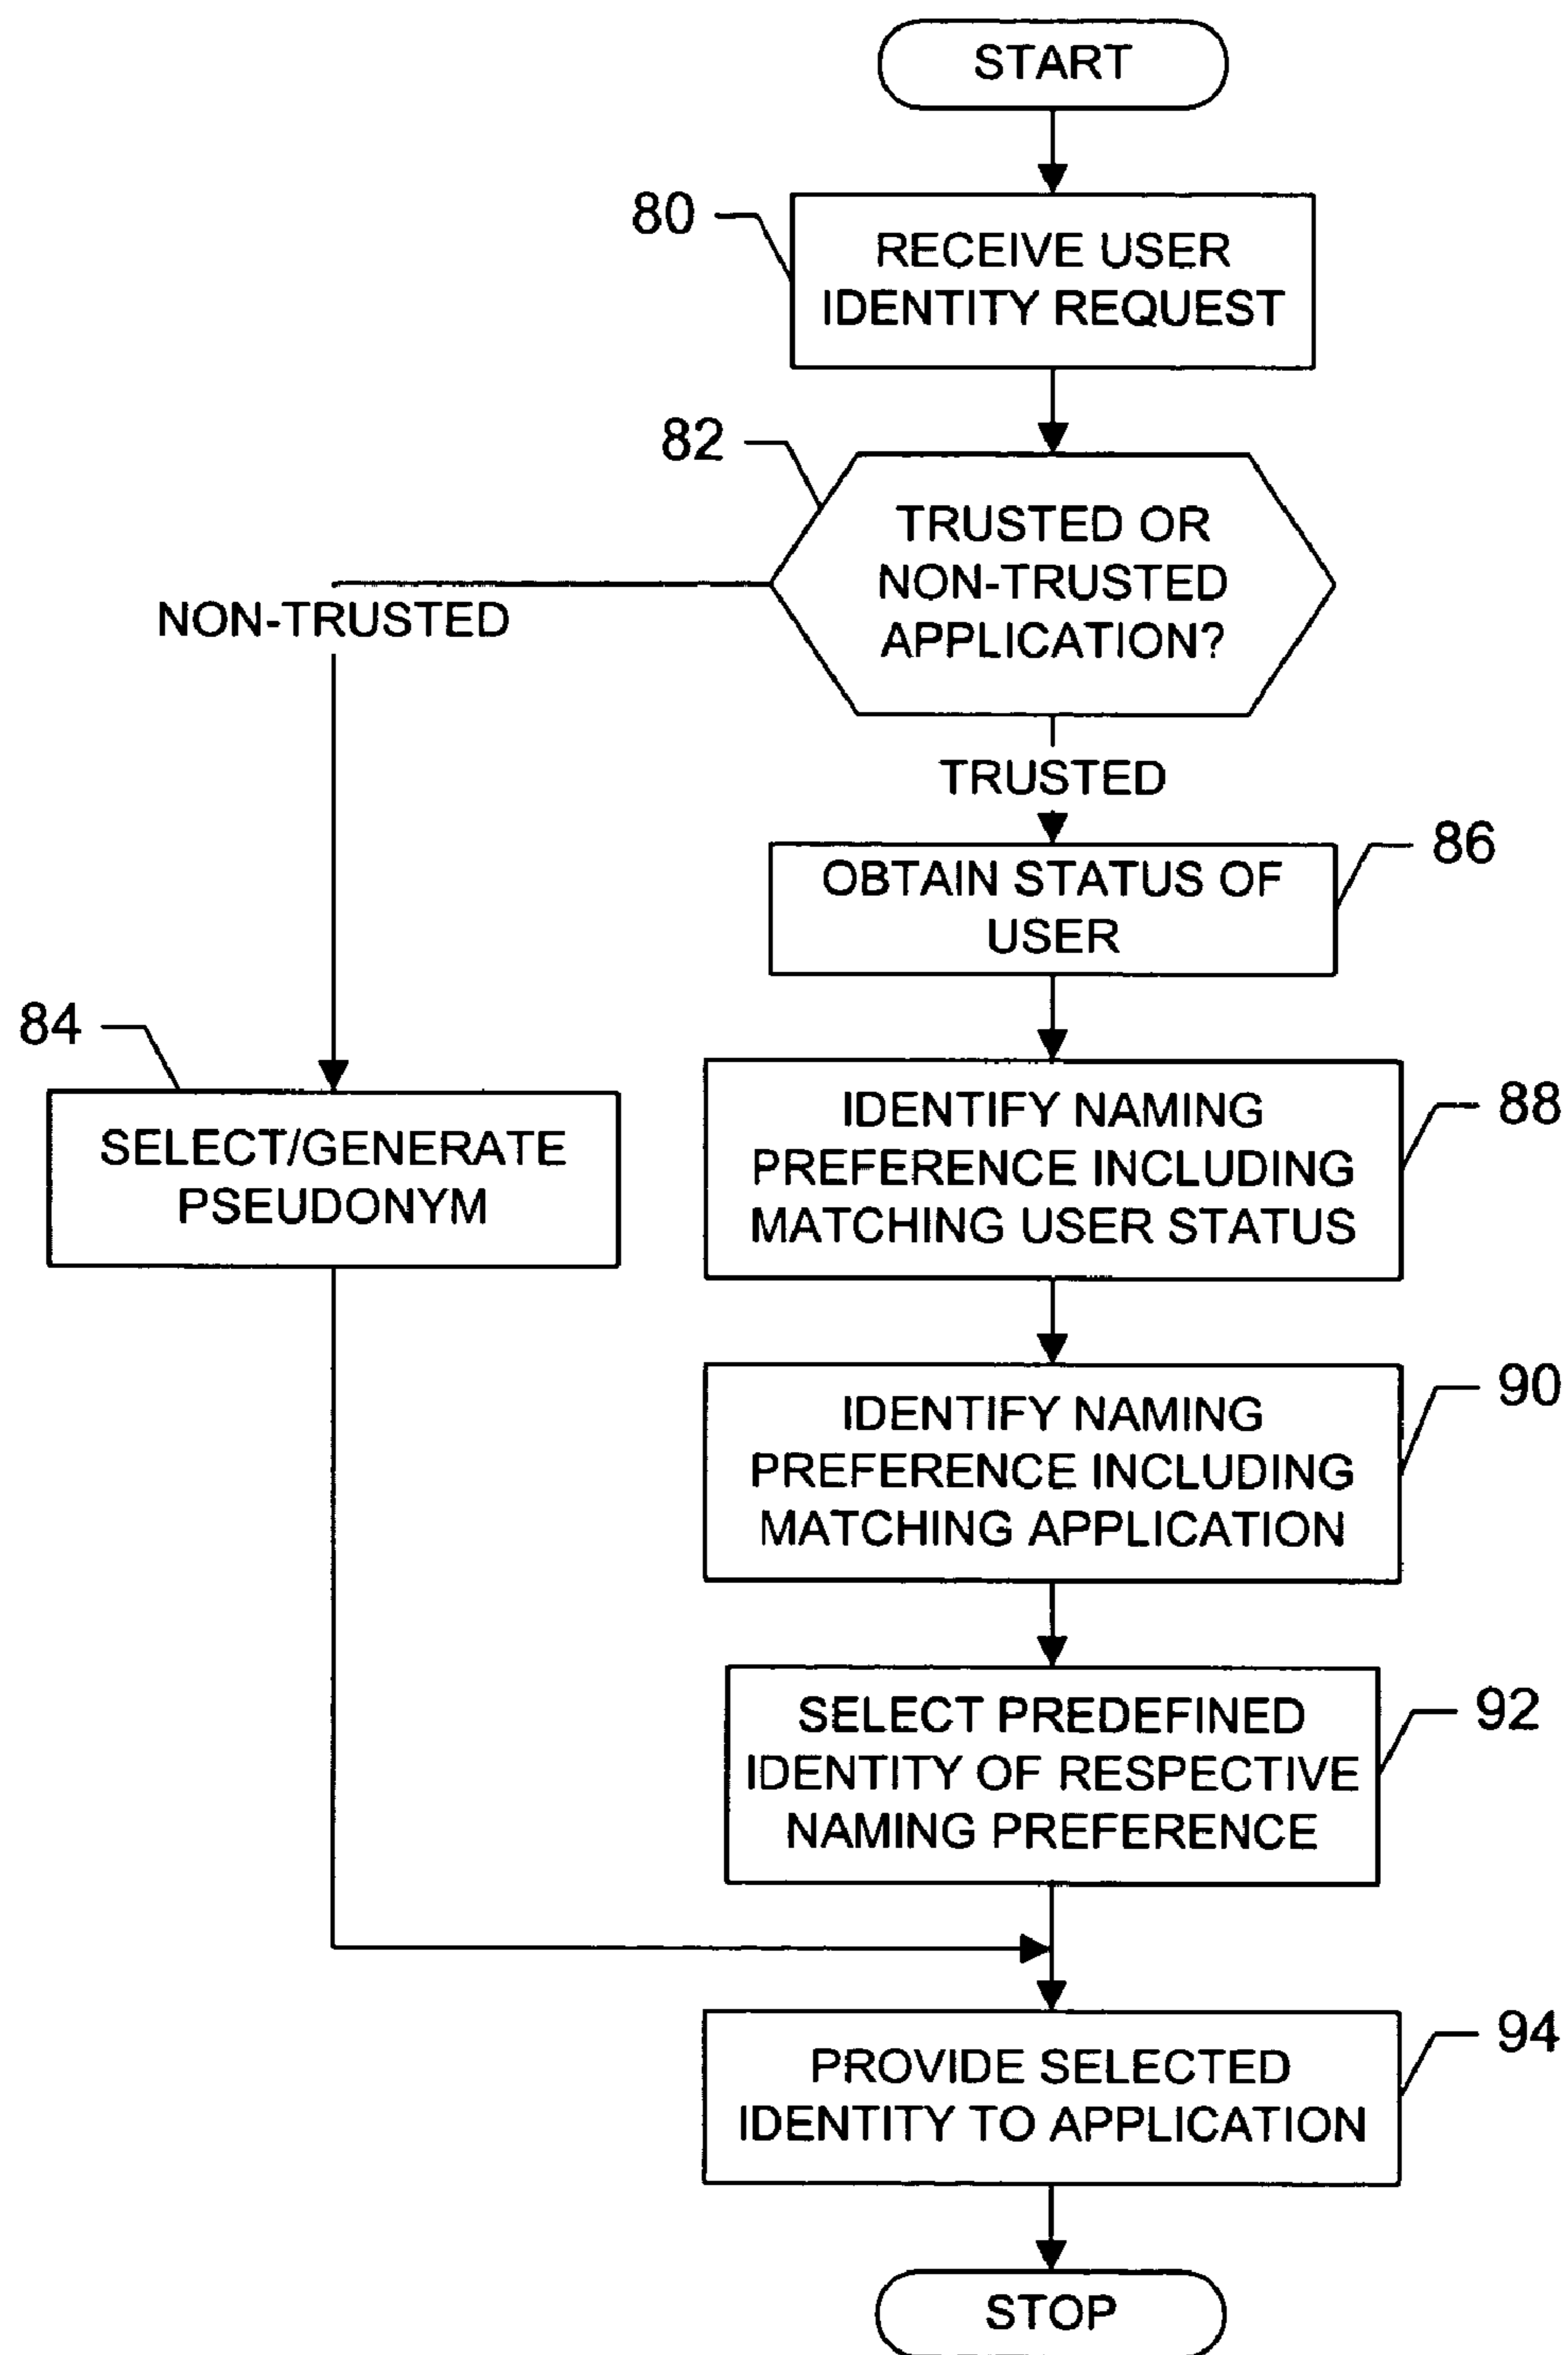 START
80
RECEIVE USER
IDENTITY REQUEST
82
TRUSTED OR
NON-TRUSTED
APPLICATION?
NON-TRUSTED
TRUSTED
86
OBTAIN STATUS OF
USER
84
SELECT/GENERATE
PSEUDONYM
88
IDENTIFY NAMING
PREFERENCE INCLUDING
MATCHING USER STATUS
90
IDENTIFY NAMING
PREFERENCE INCLUDING
MATCHING APPLICATION
92
SELECT PREDEFINED
IDENTITY OF RESPECTIVE
NAMING PREFERENCE
94
PROVIDE SELECTED
IDENTITY TO APPLICATION
STOP